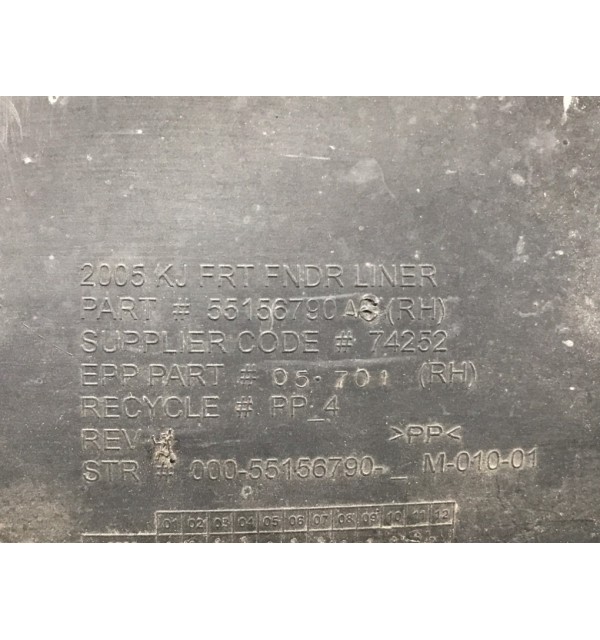 2005 KJ FRT FNDR LINER
PART # 55156790 (RH)
SUPPLIER CODE # 74252
EPP PART # 05-701 (RH)
RECYCLE # PP_4
REV # >PP<
STR # 000-55156790-_ M-010-01
01 02 03 04 05 06 07 08 09 10 11 12